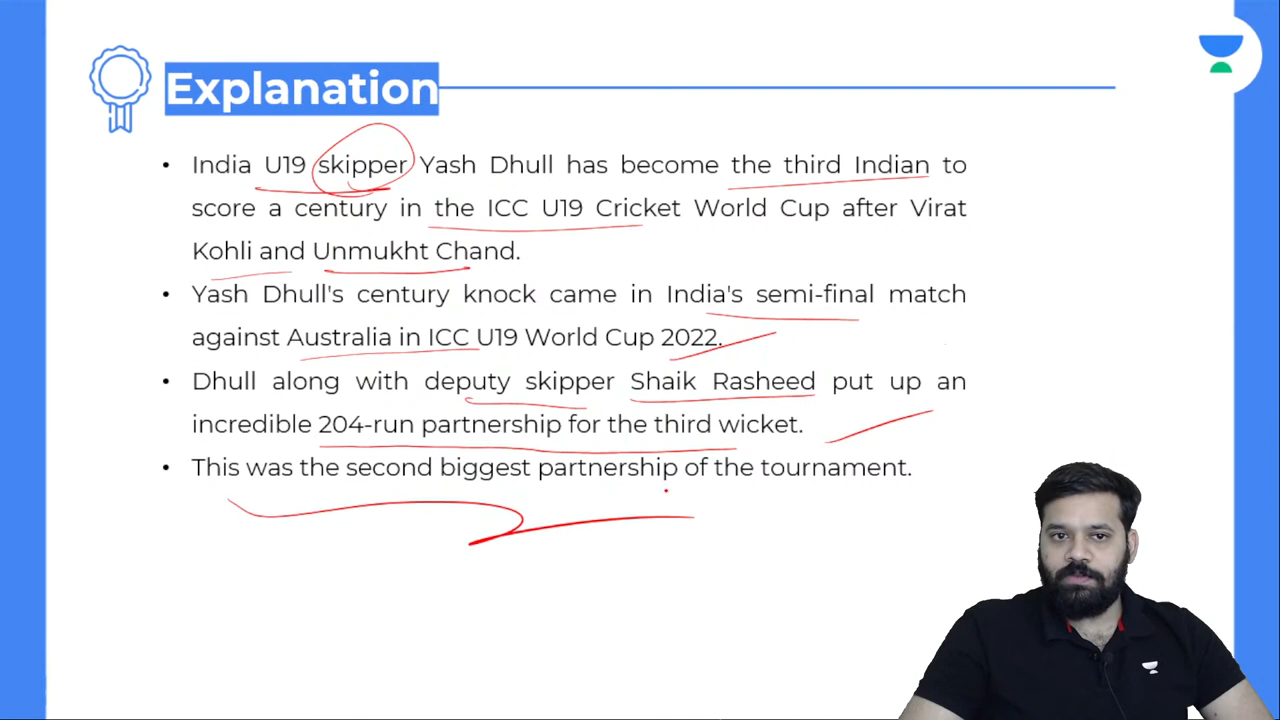 Explanation
• India U19 skipper Yash Dhull has become the third Indian to
score a century in the ICC U19 Cricket World Cup after Virat
Kohli and Unmukht Chand.
• Yash Dhull's century knock came in India's semi-final match
against Australia in ICC U19 World Cup 2022.
• Dhull along with deputy skipper Shaik Rasheed put up an
incredible 204-run partnership for the third wicket.
• This was the second biggest partnership of the tournament.